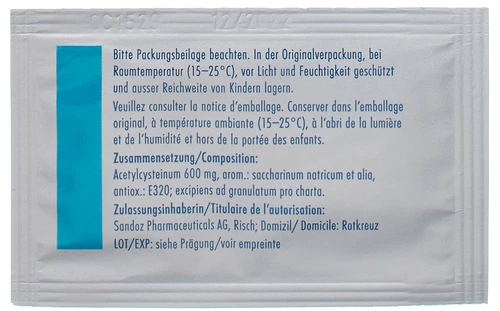 12/2022
Bitte Packungsbeilage beachten. In der Originalverpackung, bei
Raumtemperatur (15–25°C), vor Licht und Feuchtigkeit geschützt
und ausser Reichweite von Kindern lagern.
Veuillez consulter la notice d'emballage. Conserver dans l'emballage
original, à température ambiante (15–25°C), à l'abri de la lumière
et de l'humidité et hors de la portée des enfants.
Zusammensetzung/Composition:
Acetylcysteinum 600 mg, arom.: saccharinum natricum et alia,
antiox.: E320; excipiens ad granulatum pro charta.
Zulassungsinhaberin/Titulaire de l'autorisation:
Sandoz Pharmaceuticals AG, Risch; Domizil/ Domicile: Rotkreuz
LOT/EXP: siehe Prägung/voir empreinte